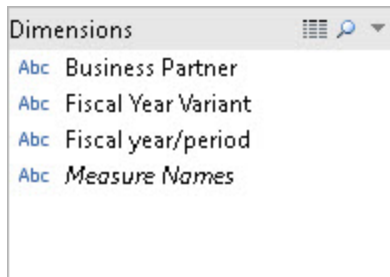 Dimensions
Abc Business Partner
Abc Fiscal Year Variant
Abc Fiscal year/period
Abc Measure Names